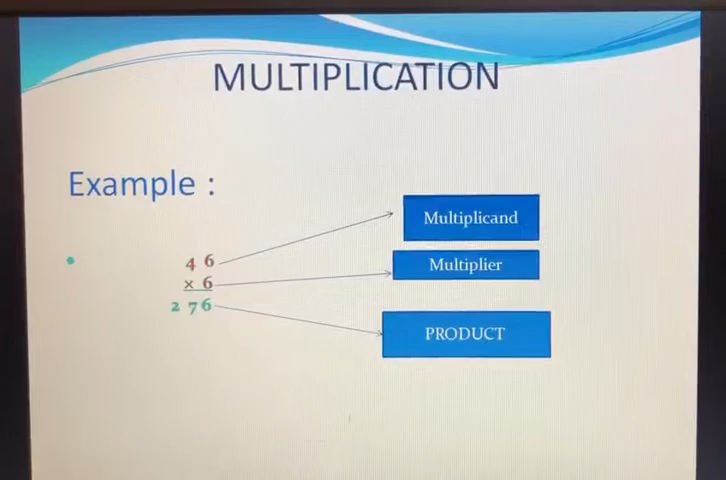 MULTIPLICATION
Example :
4 6
Multiplicand
× 6
Multiplier
2 7 6
PRODUCT